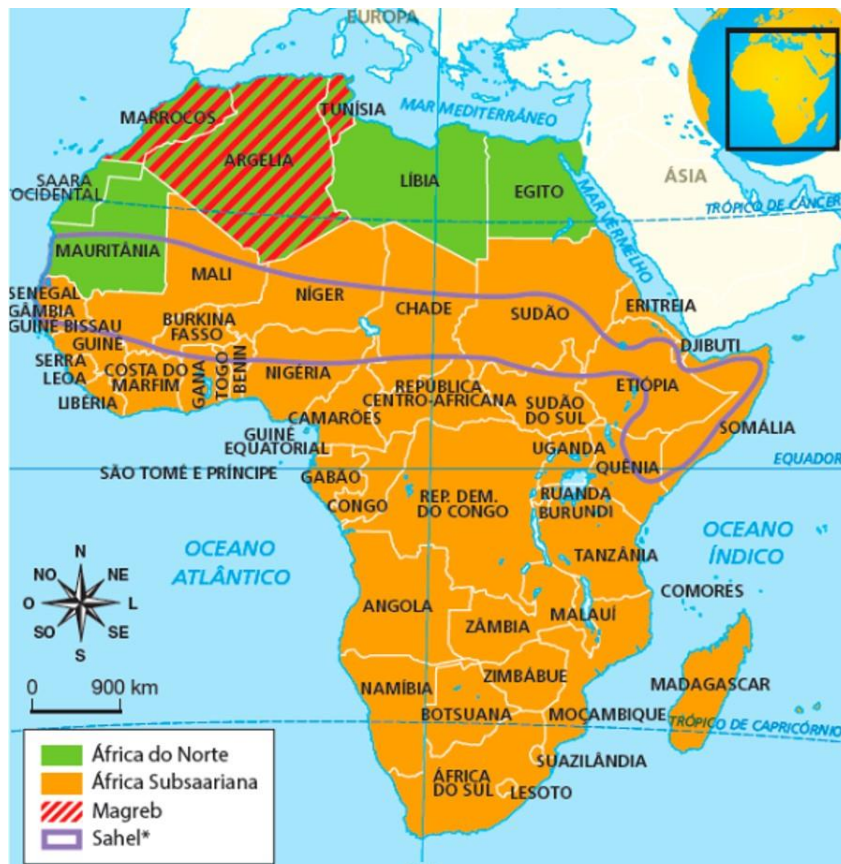 EUROPA
MARROCOS
TUNÍSIA
MAR MEDITERRÂNEO
ARGÉLIA
SAARA
OCIDENTAL
LÍBIA
EGITO
ÁSIA
MAR VERMELHO
TRÓPICO DE CÂNCER
MAURITÂNIA
MALI
NÍGER
CHADE
SUDÃO
ERITREIA
SENEGAL
GÂMBIA
GUINÉ BISSAU
GUINÉ
BURKINA
FASSO
DJIBUTI
SERRA
LEOA
COSTA DO
MARFIM
GANA
TOGO
BENIN
NIGÉRIA
REPÚBLICA
CENTRO-AFRICANA
SUDÃO
DO SUL
ETIÓPIA
LIBÉRIA
CAMARÕES
SOMÁLIA
GUINÉ
EQUATORIAL
UGANDA
QUÊNIA
EQUADOR
SÃO TOMÉ E PRÍNCIPE
GABÃO
CONGO
REP. DEM.
DO CONGO
RUANDA
BURUNDI
OCEANO
ATLÂNTICO
TANZÂNIA
OCEANO
ÍNDICO
N
NO
NE
O
L
SO
SE
S
COMORES
ANGOLA
MALAUÍ
ZÂMBIA
0 900 km
NAMÍBIA
ZIMBÁBUE
MADAGASCAR
BOTSUANA
MOÇAMBIQUE
TRÓPICO DE CAPRICÓRNIO
SUAZILÂNDIA
ÁFRICA
DO SUL
LESOTO
África do Norte
África Subsaariana
Magreb
Sahel*